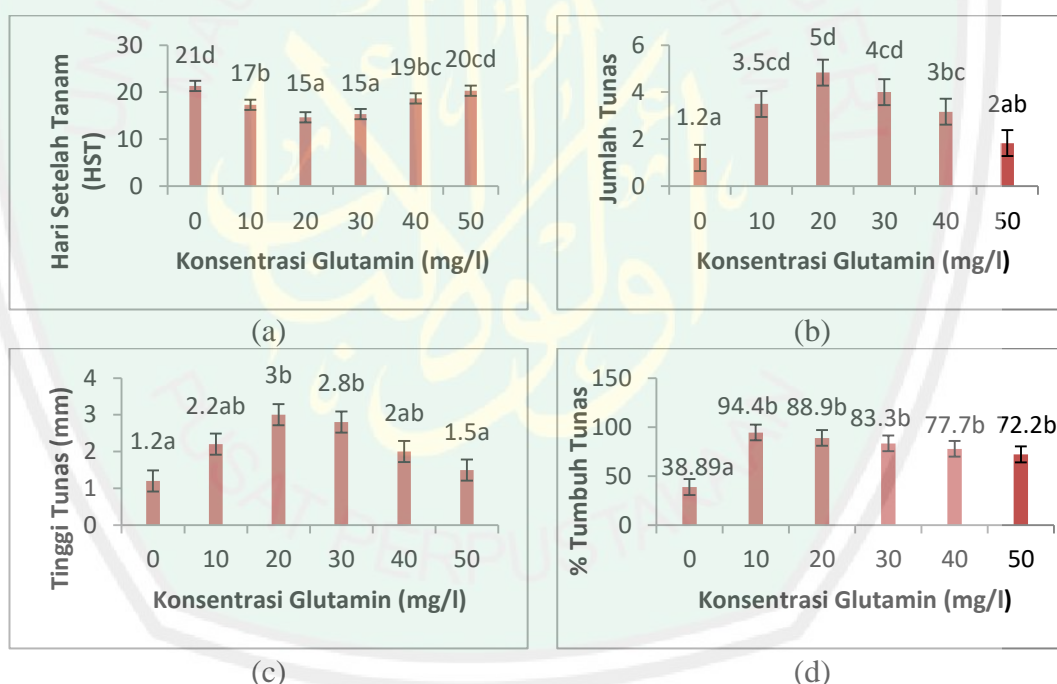 Hari Setelah Tanam
(HST)
30
20
10
0
21d
17b
15a
15a
19bc
20cd
0 10 20 30 40 50
Konsentrasi Glutamin (mg/l)
(a)
Jumlah Tunas
6
4
2
0
1.2a
3.5cd
5d
4cd
3bc
2ab
0 10 20 30 40 50
Konsentrasi Glutamin (mg/l)
(b)
Tinggi Tunas (mm)
4
3
2
1
0
1.2a
2.2ab
3b
2.8b
2ab
1.5a
0 10 20 30 40 50
Konsentrasi Glutamin (mg/l)
(c)
% Tumbuh Tunas
150
100
50
0
38.89a
94.4b
88.9b
83.3b
77.7b
72.2b
0 10 20 30 40 50
Konsentrasi Glutamin (mg/l)
(d)
PUSAT PERPUSTAKAAN